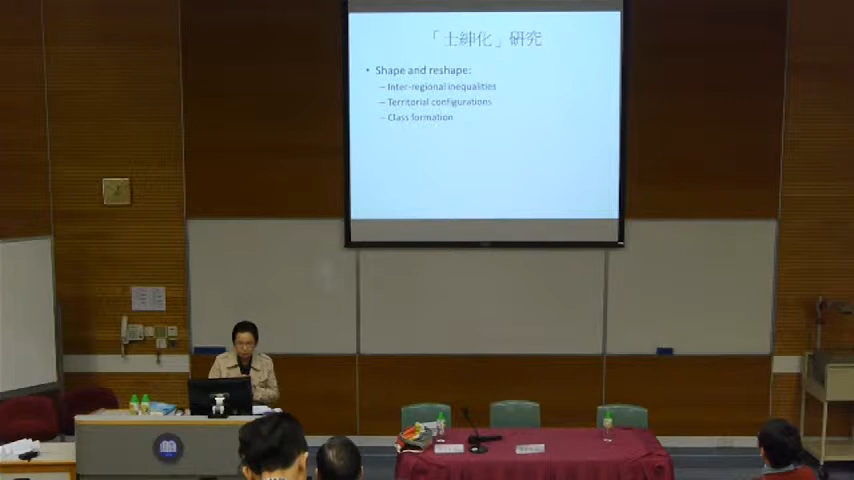 「士紳化」研究
• Shape and reshape:
– Inter-regional inequalities
– Territorial configurations
– Class formation